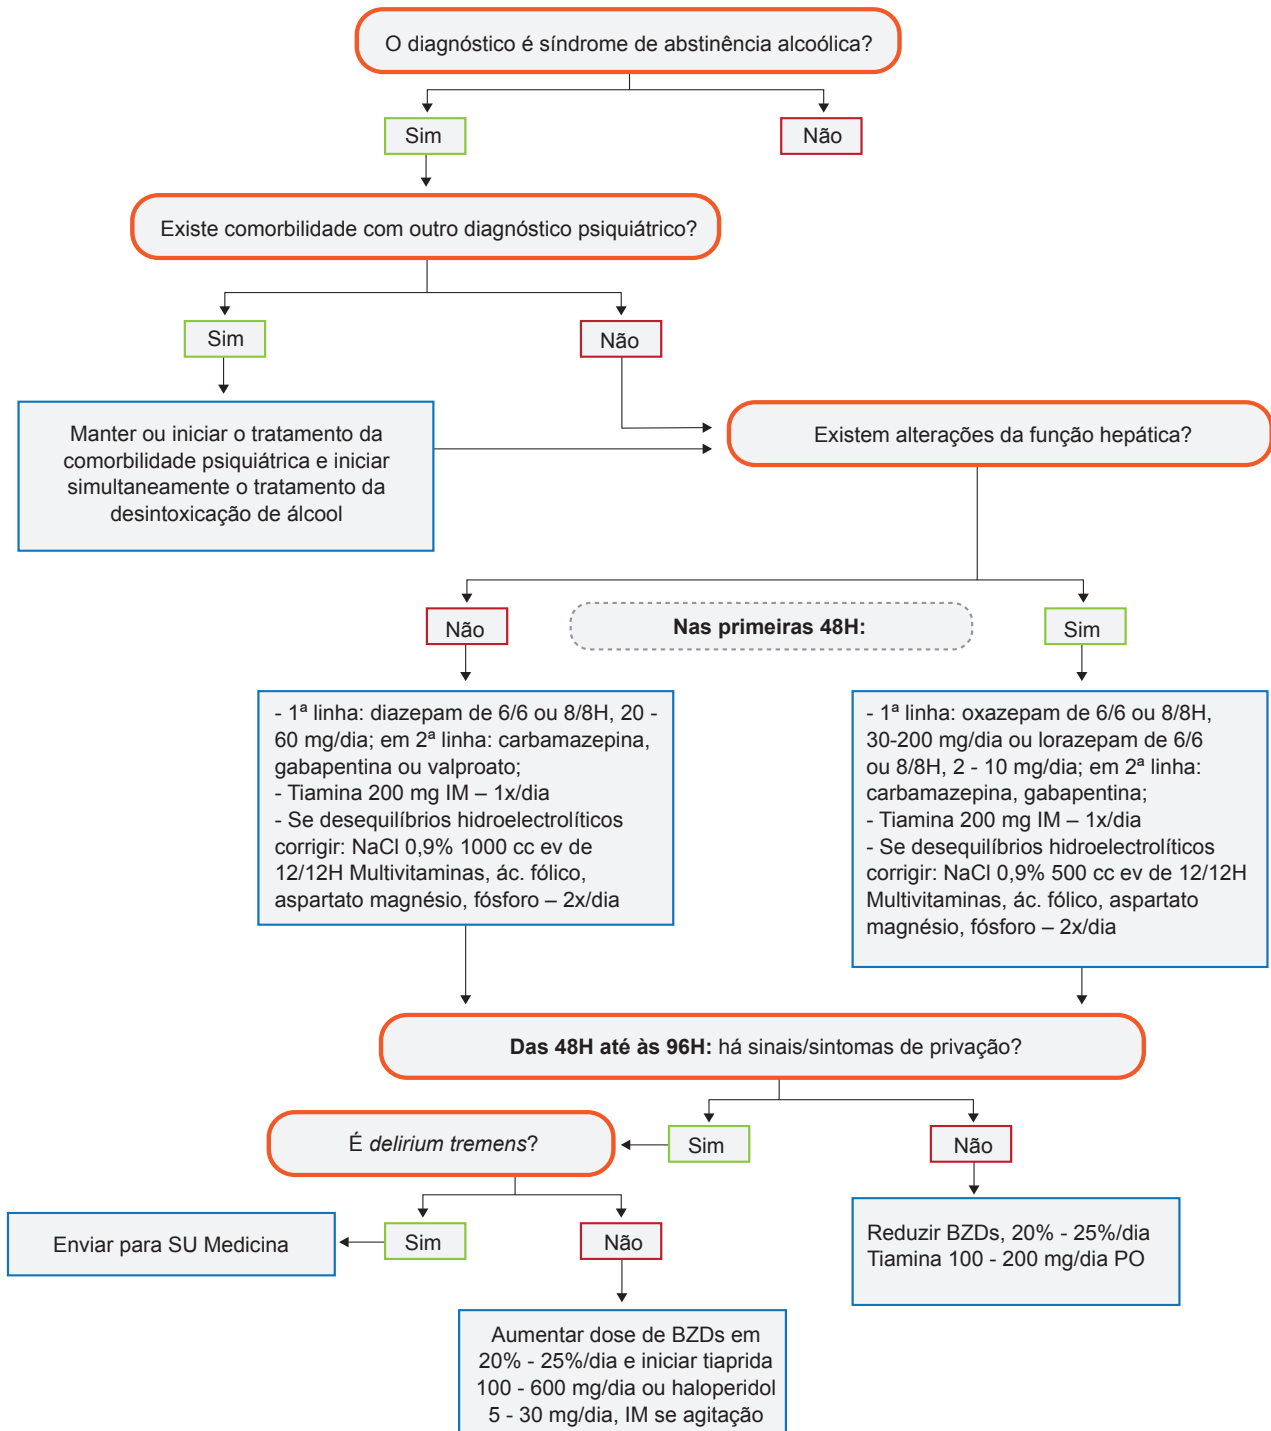 O diagnóstico é síndrome de abstinência alcoólica?
Sim
Não
Existe comorbilidade com outro diagnóstico psiquiátrico?
Sim
Não
Manter ou iniciar o tratamento da
comorbilidade psiquiátrica e iniciar
simultaneamente o tratamento da
desintoxicação de álcool
Existem alterações da função hepática?
Não
Nas primeiras 48H:
Sim
- 1ª linha: diazepam de 6/6 ou 8/8H, 20 -
60 mg/dia; em 2ª linha: carbamazepina,
gabapentina ou valproato;
- Tiamina 200 mg IM – 1x/dia
- Se desequilíbrios hidroelectrolíticos
corrigir: NaCl 0,9% 1000 cc ev de
12/12H Multivitaminas, ác. fólico,
aspartato magnésio, fósforo – 2x/dia
- 1ª linha: oxazepam de 6/6 ou 8/8H,
30-200 mg/dia ou lorazepam de 6/6
ou 8/8H, 2 - 10 mg/dia; em 2ª linha:
carbamazepina, gabapentina;
- Tiamina 200 mg IM – 1x/dia
- Se desequilíbrios hidroelectrolíticos
corrigir: NaCl 0,9% 500 cc ev de 12/12H
Multivitaminas, ác. fólico, aspartato
magnésio, fósforo – 2x/dia
Das 48H até às 96H: há sinais/sintomas de privação?
É delirium tremens?
Sim
Não
Enviar para SU Medicina
Sim
Não
Reduzir BZDs, 20% - 25%/dia
Tiamina 100 - 200 mg/dia PO
Aumentar dose de BZDs em
20% - 25%/dia e iniciar tiaprida
100 - 600 mg/dia ou haloperidol
5 - 30 mg/dia, IM se agitação